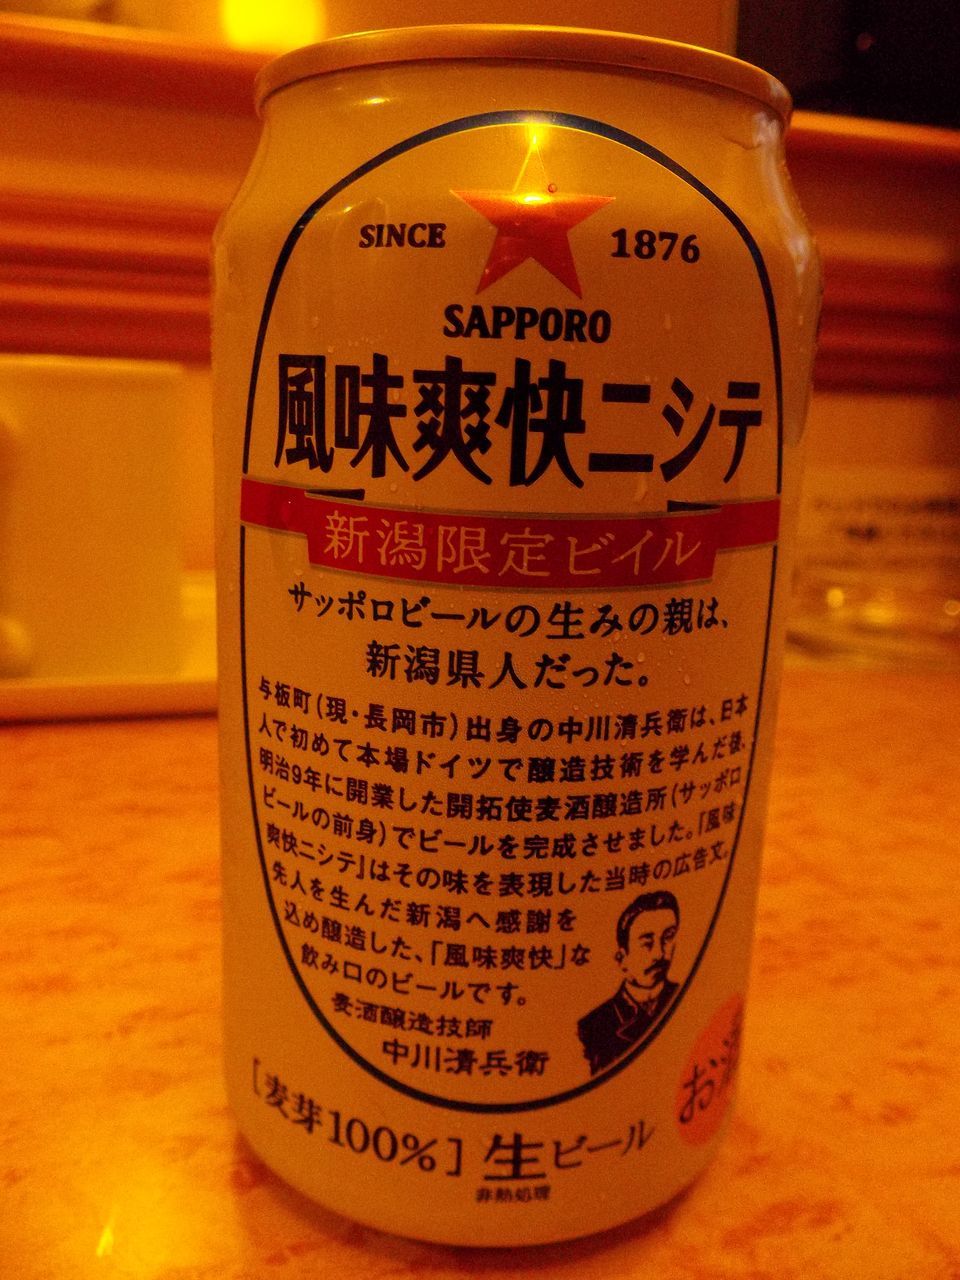 SINCE 1876
SAPPORO
風味爽快ニシテ
新潟限定ビイル
サッポロビールの生みの親は、
新潟県人だった。
与板町(現・長岡市)出身の中川清兵衛は、日本
人で初めて本場ドイツで醸造技術を学んだ後、
明治9年に開業した開拓使麦酒醸造所(サッポロ
ビールの前身)でビールを完成させました。「風味
爽快ニシテ」はその味を表現した当時の広告文。
先人を生んだ新潟へ感謝を
込め醸造した、「風味爽快」な
飲み口のビールです。
麦酒醸造技師
中川清兵衛
[麦芽100%] 生ビール
非熱処理
お酒